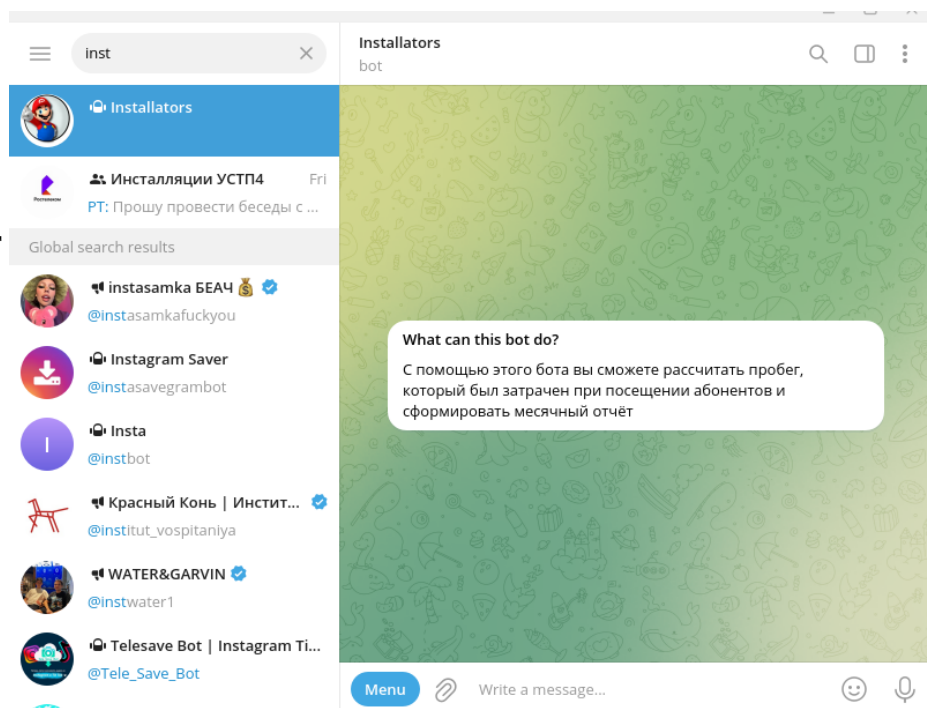 inst
Installators
Инсталляции УСТП4 Fri
РТ: Прошу провести беседы с ...
Global search results
instasamka БЕАЧ 💰
@instasamkafuckyou
Instagram Saver
@instasavegrambot
I
Insta
@instbot
Красный Конь | Инстит...
@institut_vospitaniya
WATER&GARVIN
@instwater1
Telesave Bot | Instagram Ti...
@Tele_Save_Bot
Installators
bot
What can this bot do?
С помощью этого бота вы сможете рассчитать пробег,
который был затрачен при посещении абонентов и
сформировать месячный отчёт
Menu
Write a message...